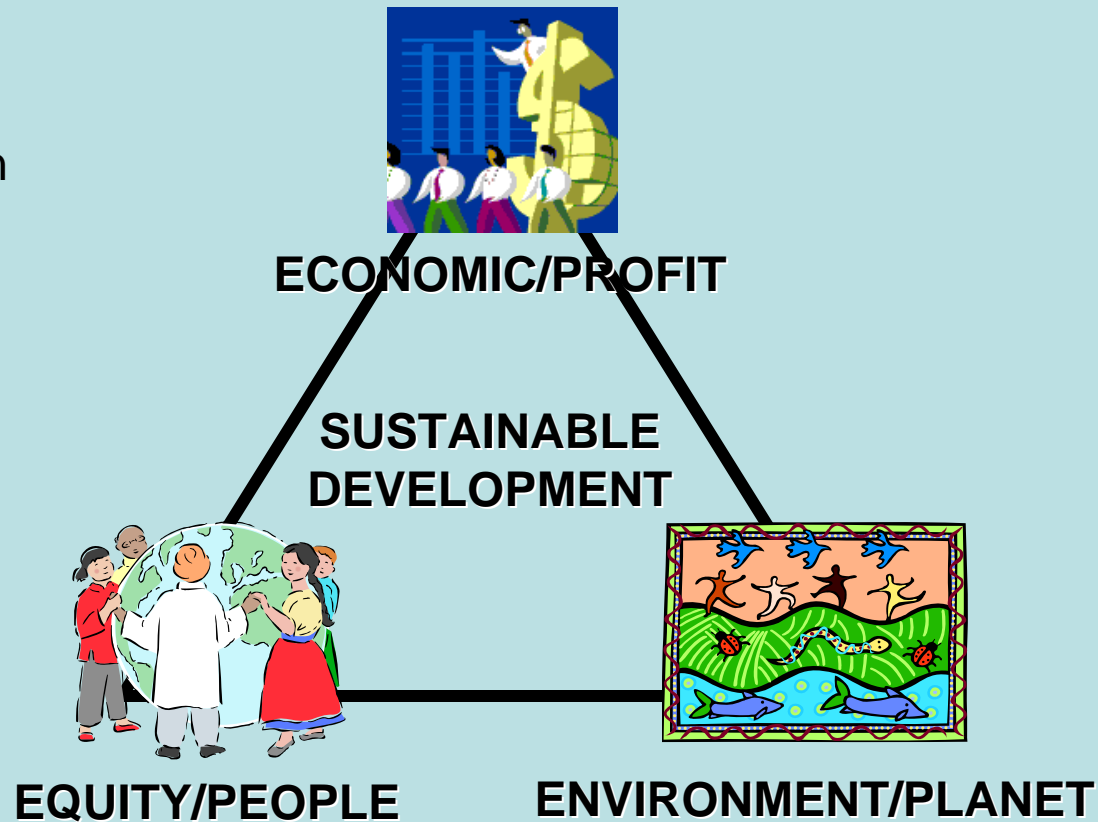 ECONOMIC/PROFIT
SUSTAINABLE
DEVELOPMENT
EQUITY/PEOPLE
ENVIRONMENT/PLANET